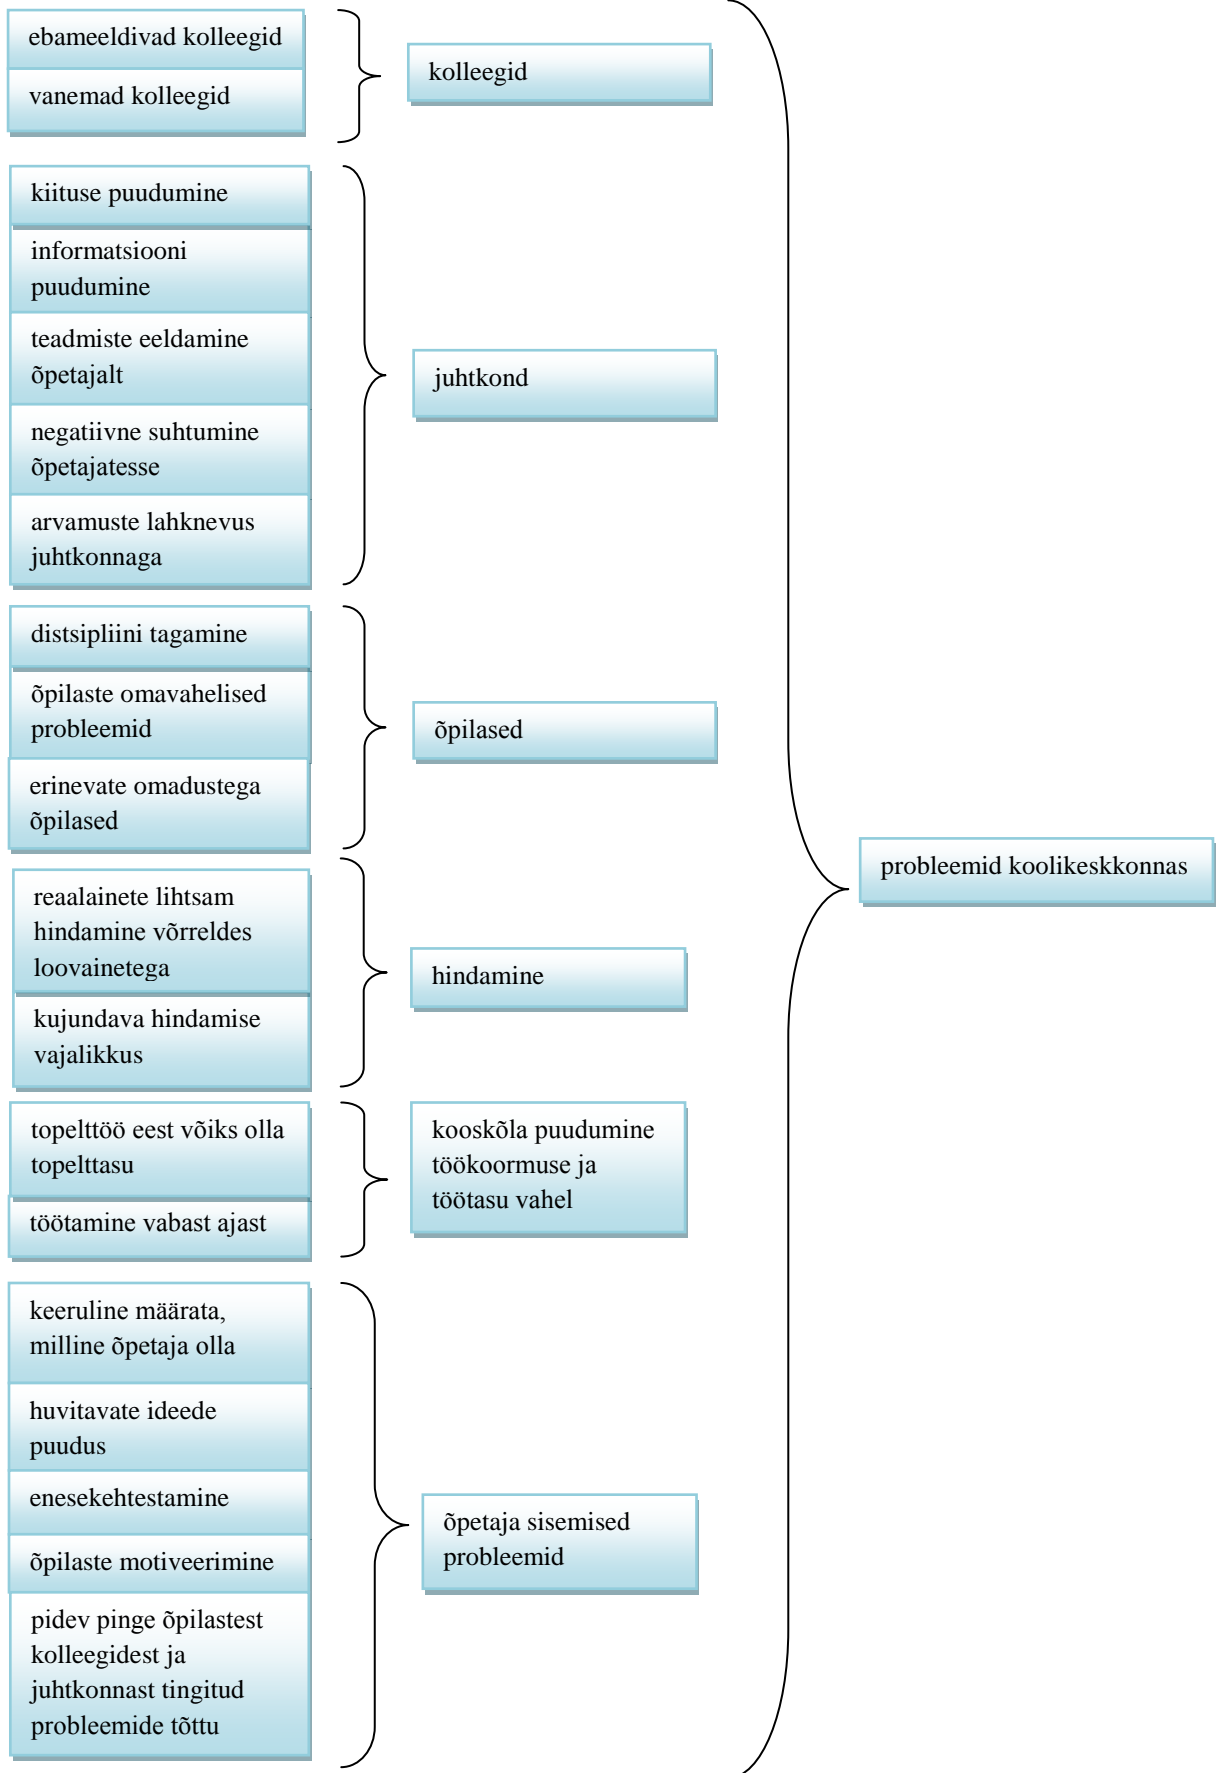 ebameeldivad kolleegid
vanemad kolleegid
kolleegid
kiituse puudumine
informatsiooni
puudumine
teadmiste eeldamine
õpetajalt
negatiivne suhtumine
õpetajatesse
arvamuste lahknevus
juhtkonnaga
juhtkond
distsipliini tagamine
õpilaste omavahelised
probleemid
erinevate omadustega
õpilased
õpilased
reaalainete lihtsam
hindamine võrreldes
loovainetega
kujundava hindamise
vajalikkus
hindamine
topelttöö eest võiks olla
topelttasu
töötamine vabast ajast
kooskõla puudumine
töökoormuse ja
töötasu vahel
keeruline määrata,
milline õpetaja olla
huvitavate ideede
puudus
enesekehtestamine
õpilaste motiveerimine
pidev pinge õpilastest
kolleegidest ja
juhtkonnast tingitud
probleemide tõttu
õpetaja sisemised
probleemid
probleemid koolikeskkonnas